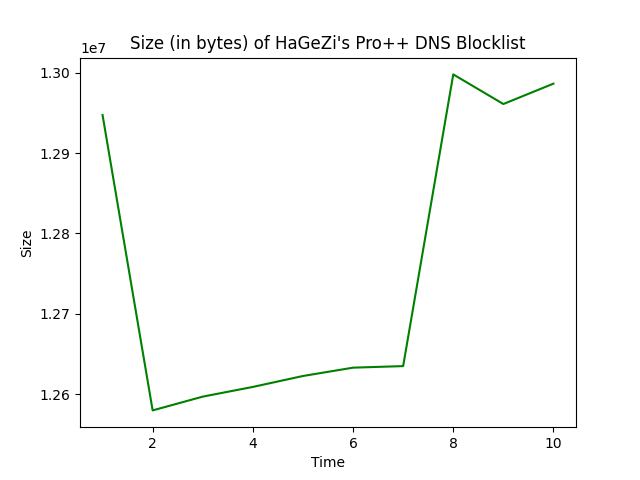 Size (in bytes) of HaGeZi's Pro++ DNS Blocklist
1e7
1.30
1.29
1.28
1.27
1.26
Size
2 4 6 8 10
Time